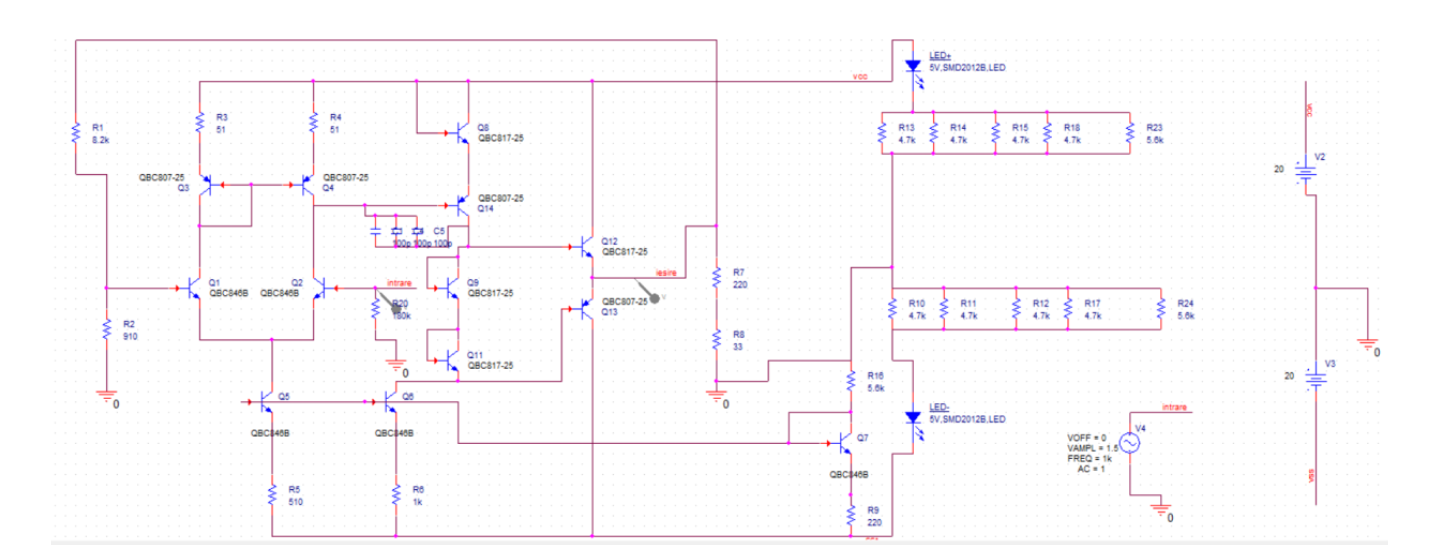 LED+
5V,SMD2012B,LED
vcc
R1
8.2k
R3
51
R4
51
Q8
QBC817-25
R13
4.7k
R14
4.7k
R15
4.7k
R18
4.7k
R23
5.6k
vcc
V2
20
QBC807-25
Q3
QBC807-25
Q4
QBC807-25
Q14
C5
100p
100p
100p
Q12
QBC817-25
Q1
QBC846B
Q2
QBC846B
intrare
R20
180k
0
Q9
QBC817-25
iesire
V
QBC807-25
Q13
R7
220
R10
4.7k
R11
4.7k
R12
4.7k
R17
4.7k
R24
5.6k
R2
910
0
Q11
QBC817-25
R8
33
0
0
V3
20
R16
5.6k
Q5
QBC846B
Q6
QBC846B
LED-
5V,SMD2012B,LED
Q7
QBC846B
intrare
V4
VOFF = 0
VAMPL = 1.5
FREQ = 1k
AC = 1
0
R5
510
R6
1k
R9
220